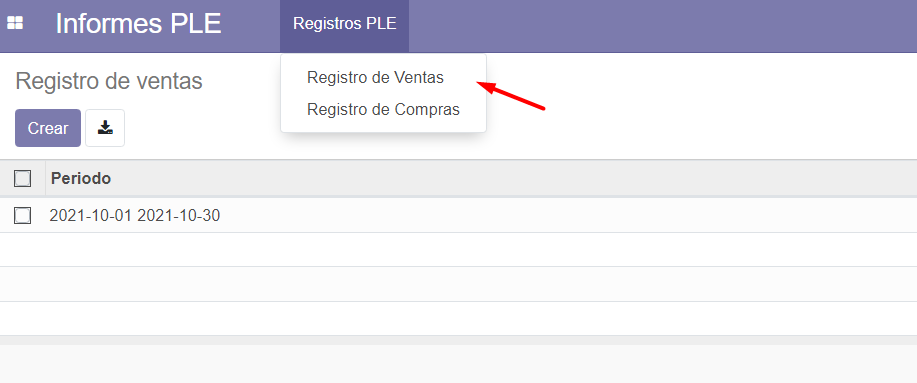 Informes PLE
Registros PLE
Registro de ventas
Registro de Ventas
Registro de Compras
Crear
Periodo
2021-10-01 2021-10-30